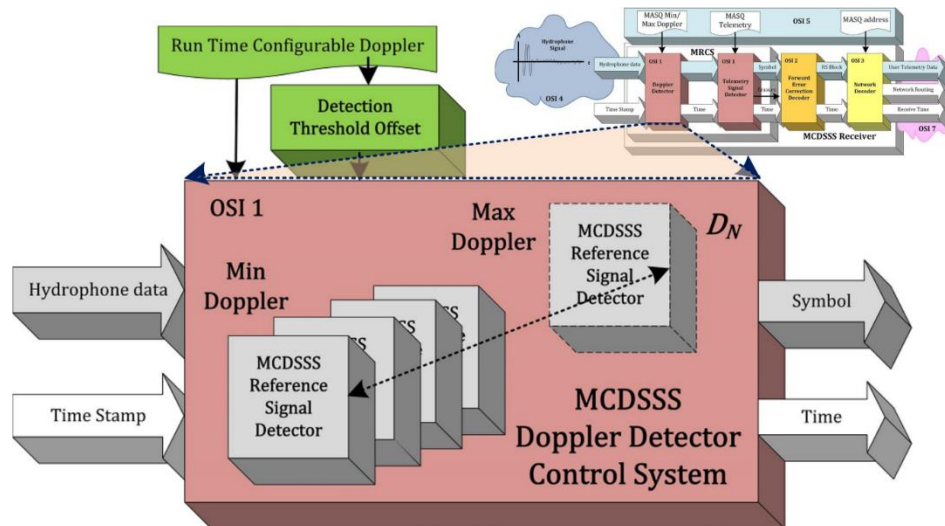 Run Time Configurable Doppler
Detection
Threshold Offset
MASQ Min/
Max Doppler
MASQ
Telemetry
OSI 5
MASQ address
Hydrophone
Signal
OSI 4
MRCS
Hydrophone data
Time Stamp
OSI 1
Doppler
Detector
Time
OSI 1
Telemetry
Signal
Detector
Symbol
Time
OSI 2
Forward
Error
Correction
Decoder
Time
OSI 3
Network
Decoder
User Telemetry Data
Network Routing
Receive Time
OSI 7
MCDSSS Receiver
OSI 1
Hydrophone data
Time Stamp
Min
Doppler
MCDSSS
Reference
Signal
Detector
Max
Doppler
MCDSSS
Reference
Signal
Detector
D_N
MCDSSS
Doppler Detector
Control System
Symbol
Time